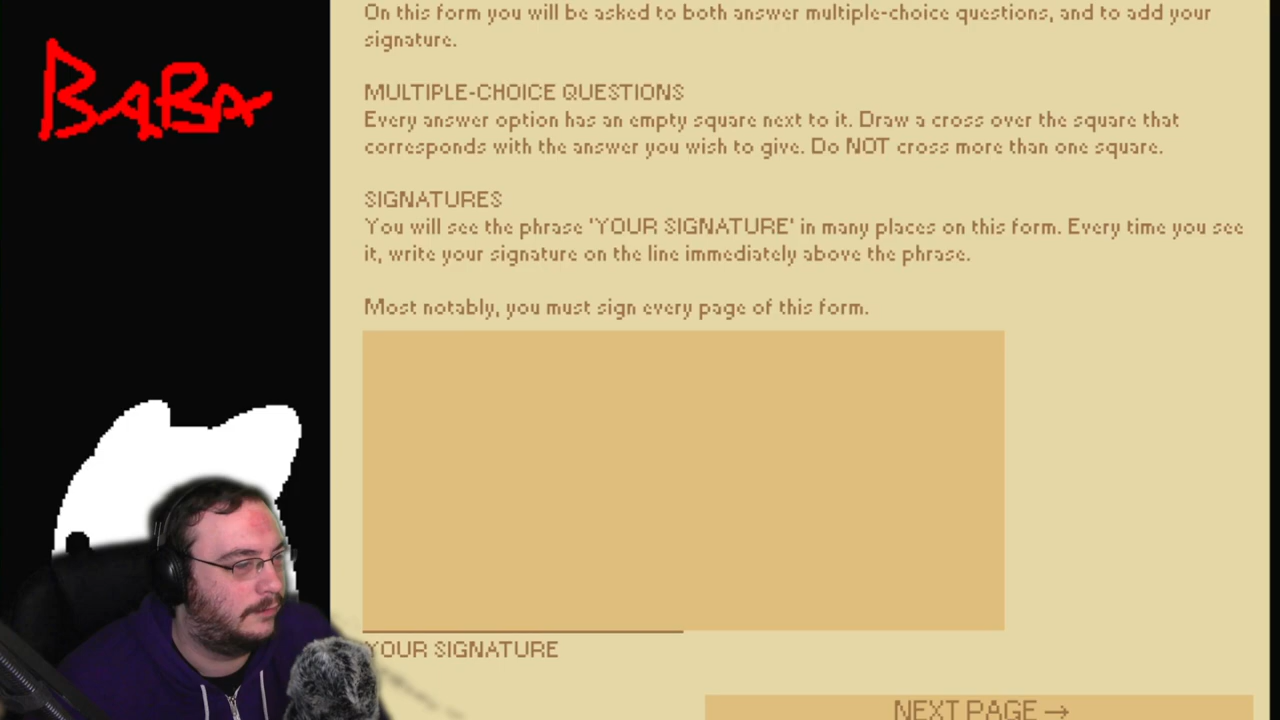 BABA
On this form you will be asked to both answer multiple-choice questions, and to add your
signature.
MULTIPLE-CHOICE QUESTIONS
Every answer option has an empty square next to it. Draw a cross over the square that
corresponds with the answer you wish to give. Do NOT cross more than one square.
SIGNATURES
You will see the phrase 'YOUR SIGNATURE' in many places on this form. Every time you see
it, write your signature on the line immediately above the phrase.
Most notably, you must sign every page of this form.
YOUR SIGNATURE
NEXT PAGE →